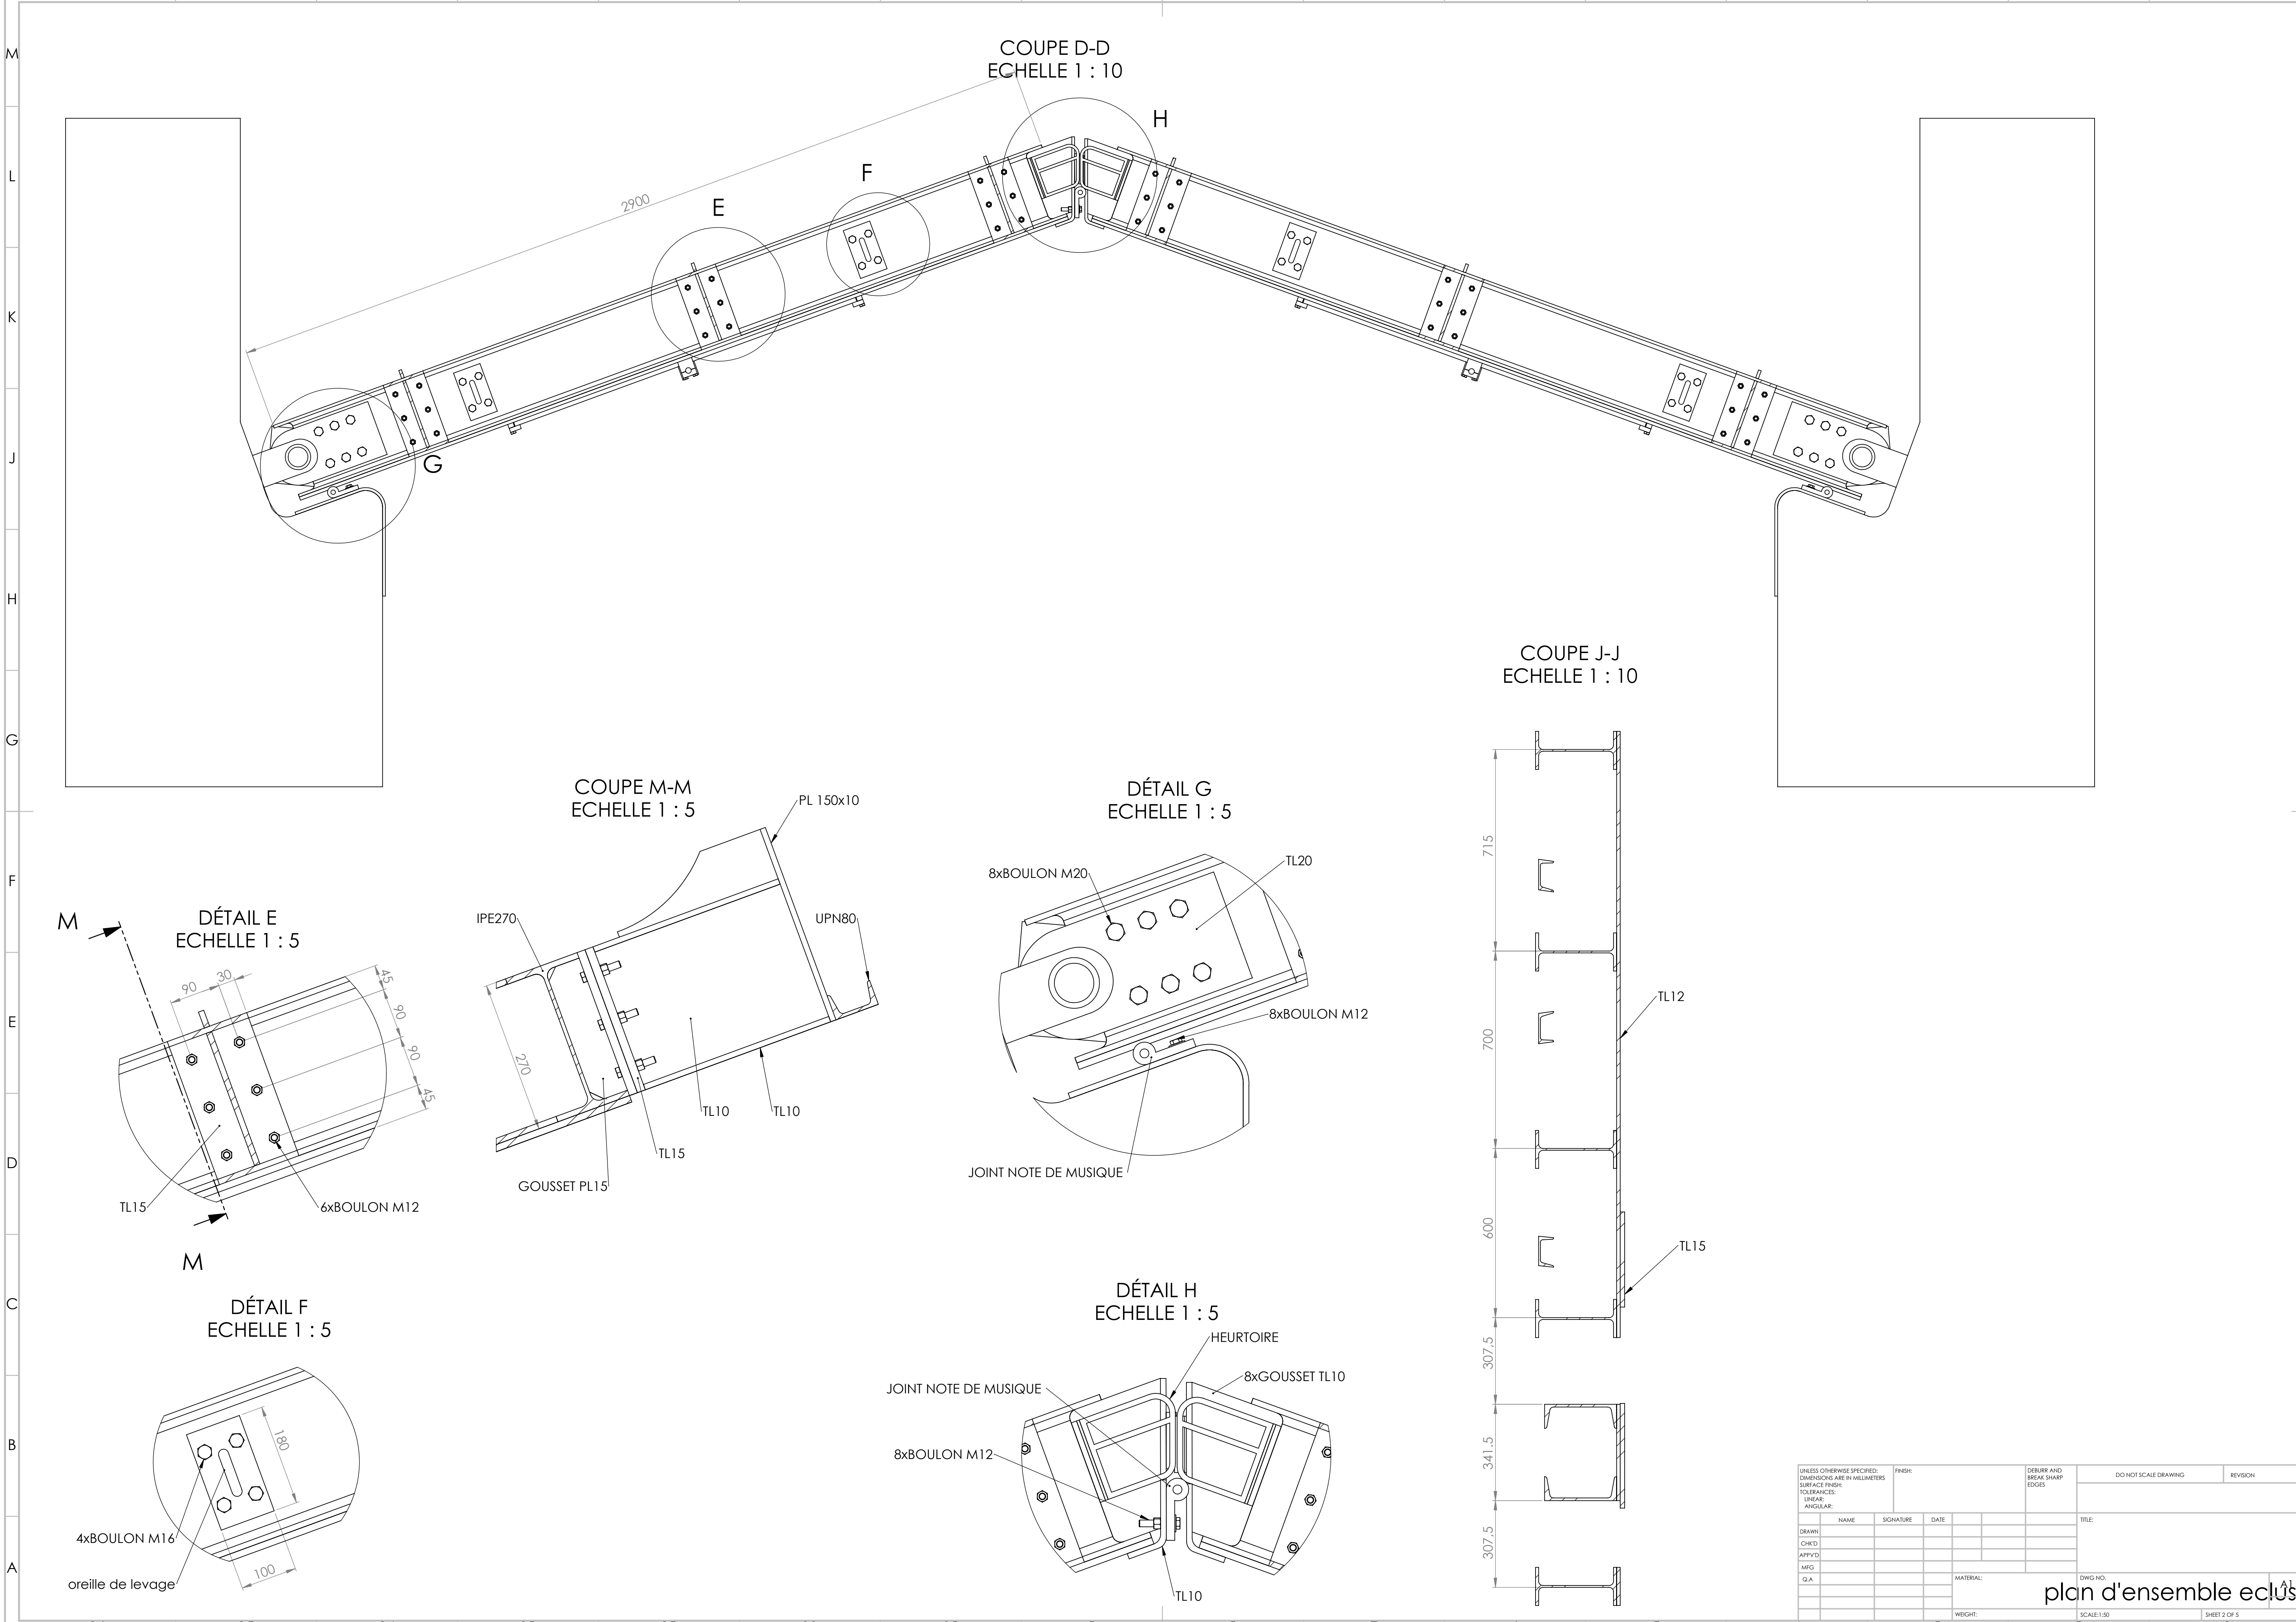 COUPE D-D
ECHELLE 1 : 10
M
L
K
J
H
G
F
E
D
C
B
A
2900
E
F
G
H
COUPE J-J
ECHELLE 1 : 10
715
700
600
307.5
341.5
307.5
TL12
TL15
COUPE M-M
ECHELLE 1 : 5
PL 150x10
IPE270
UPN80
270
TL10
TL10
TL15
GOUSSET PL15
DÉTAIL G
ECHELLE 1 : 5
8xBOULON M20
TL20
8xBOULON M12
JOINT NOTE DE MUSIQUE
M
DÉTAIL E
ECHELLE 1 : 5
90
30
45
90
90
45
TL15
6xBOULON M12
M
DÉTAIL F
ECHELLE 1 : 5
180
100
4xBOULON M16
oreille de levage
DÉTAIL H
ECHELLE 1 : 5
HEURTOIRE
JOINT NOTE DE MUSIQUE
8xGOUSSET TL10
8xBOULON M12
TL10
UNLESS OTHERWISE SPECIFIED:
DIMENSIONS ARE IN MILLIMETERS
SURFACE FINISH:
TOLERANCES:
LINEAR:
ANGULAR:
FINISH:
DEBURR AND
BREAK SHARP
EDGES
DO NOT SCALE DRAWING
REVISION
NAME
SIGNATURE
DATE
TITLE:
DRAWN
CHK'D
APPV'D
MFG
Q.A
MATERIAL:
DWG NO.
plan d'ensemble eclus
A1
WEIGHT:
SCALE:1:50
SHEET 2 OF 5